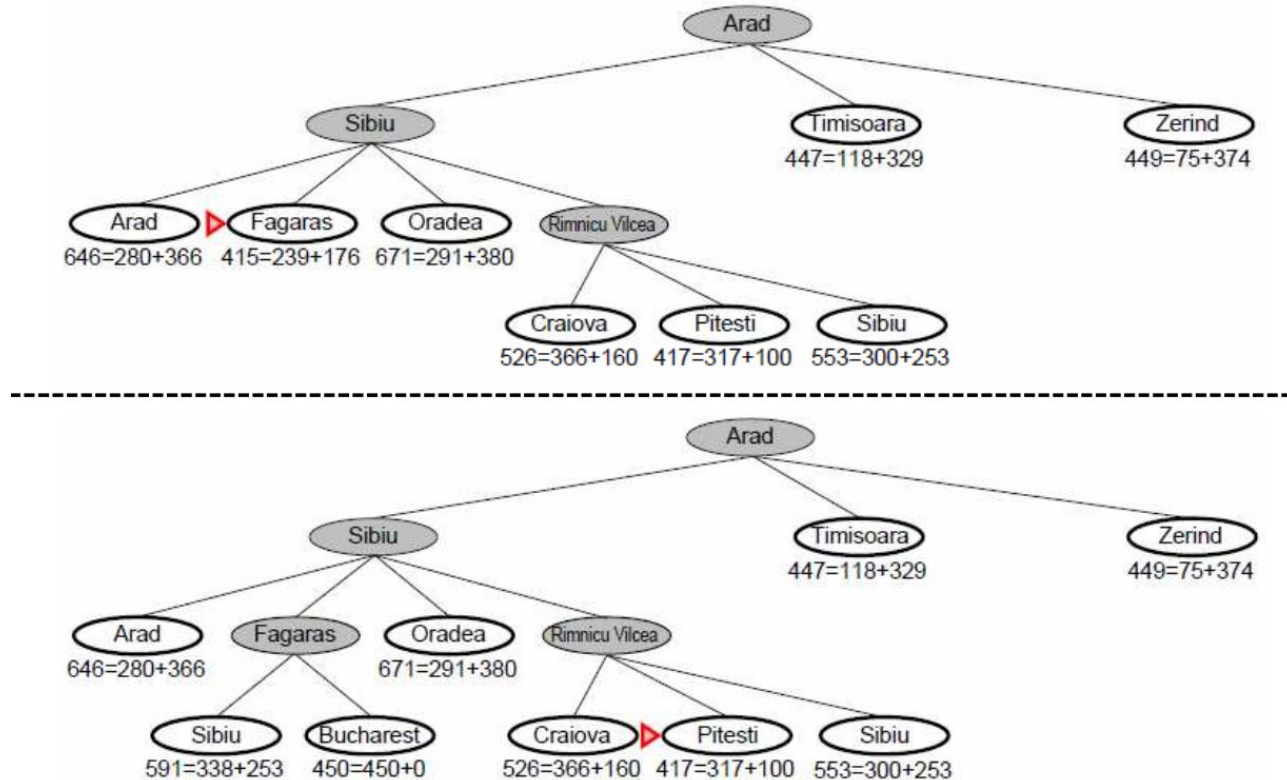 Arad
Sibiu Timisoara Zerind
447=118+329 449=75+374
Arad Fagaras Oradea Rimnicu Vilcea
646=280+366 415=239+176 671=291+380
Craiova Pitesti Sibiu
526=366+160 417=317+100 553=300+253
Arad
Sibiu Timisoara Zerind
447=118+329 449=75+374
Arad Fagaras Oradea Rimnicu Vilcea
646=280+366 671=291+380
Sibiu Bucharest Craiova Pitesti Sibiu
591=338+253 450=450+0 526=366+160 417=317+100 553=300+253